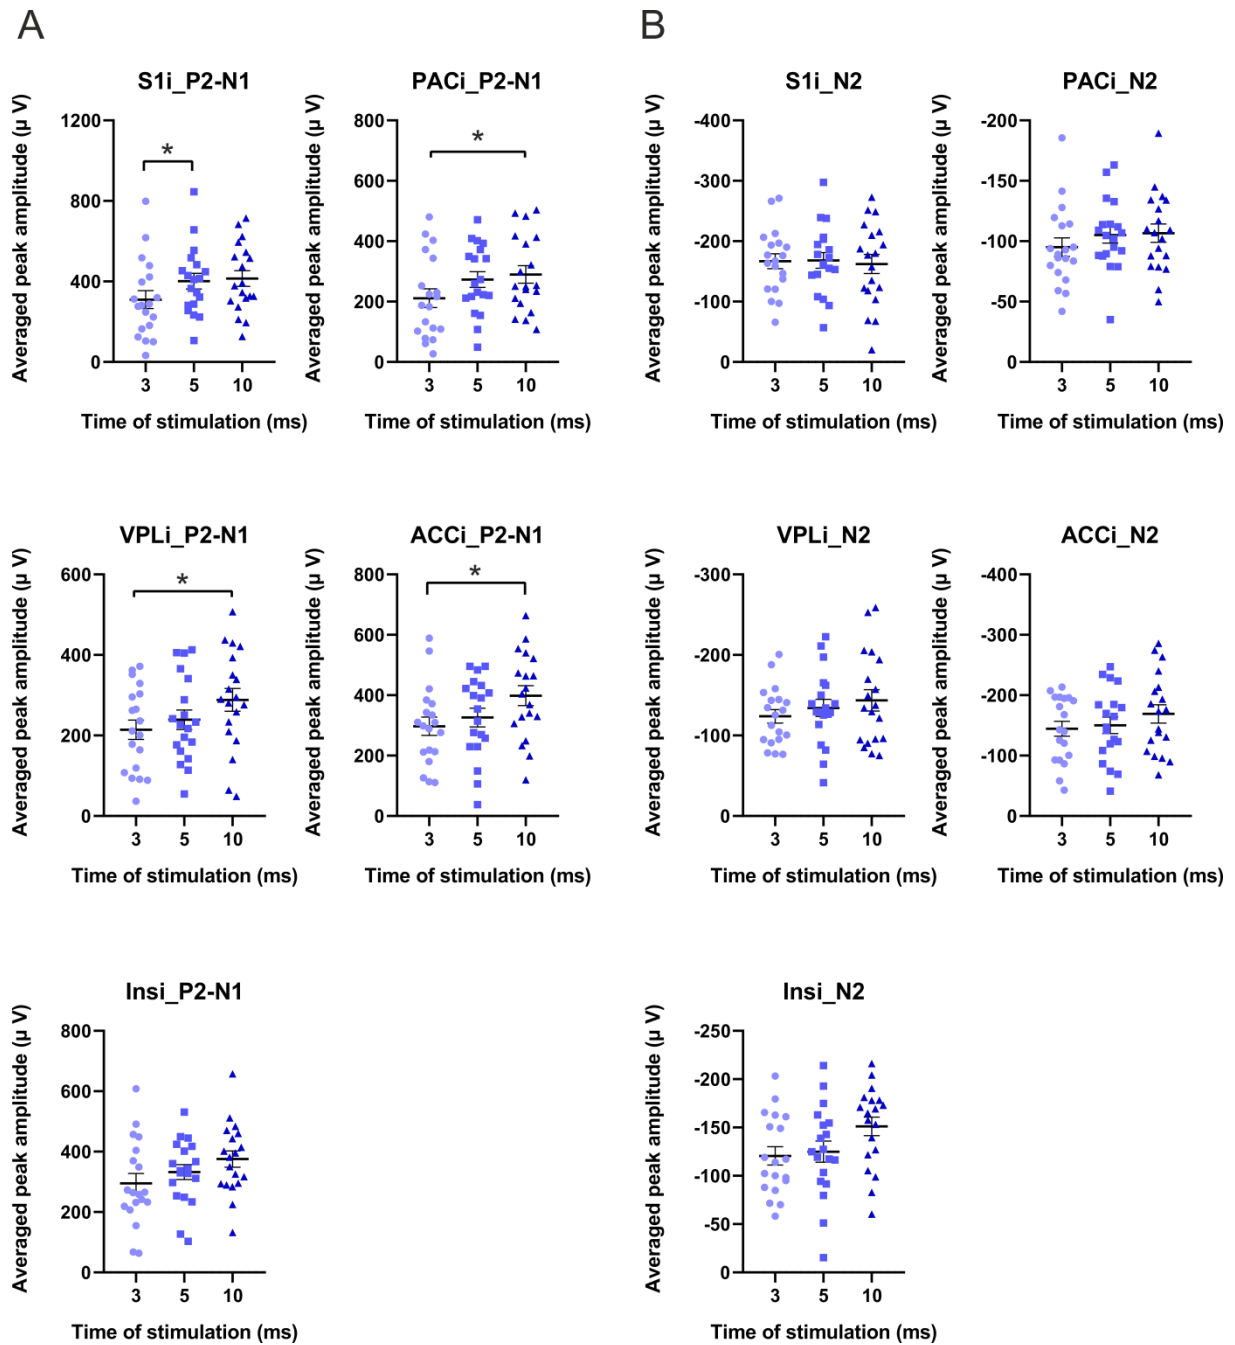 A
B
S1i_P2-N1
Averaged peak amplitude (µ V)
1200
800
400
0
*
3 5 10
Time of stimulation (ms)
PACi_P2-N1
Averaged peak amplitude (µ V)
800
600
400
200
0
*
3 5 10
Time of stimulation (ms)
S1i_N2
Averaged peak amplitude (µ V)
-400
-300
-200
-100
0
3 5 10
Time of stimulation (ms)
PACi_N2
Averaged peak amplitude (µ V)
-200
-150
-100
-50
-0
3 5 10
Time of stimulation (ms)
VPLi_P2-N1
Averaged peak amplitude (µ V)
600
400
200
0
*
3 5 10
Time of stimulation (ms)
ACCi_P2-N1
Averaged peak amplitude (µ V)
800
600
400
200
0
*
3 5 10
Time of stimulation (ms)
VPLi_N2
Averaged peak amplitude (µ V)
-300
-200
-100
0
3 5 10
Time of stimulation (ms)
ACCi_N2
Averaged peak amplitude (µ V)
-400
-300
-200
-100
0
3 5 10
Time of stimulation (ms)
Insi_P2-N1
Averaged peak amplitude (µ V)
800
600
400
200
0
3 5 10
Time of stimulation (ms)
Insi_N2
Averaged peak amplitude (µ V)
-250
-200
-150
-100
-50
0
3 5 10
Time of stimulation (ms)